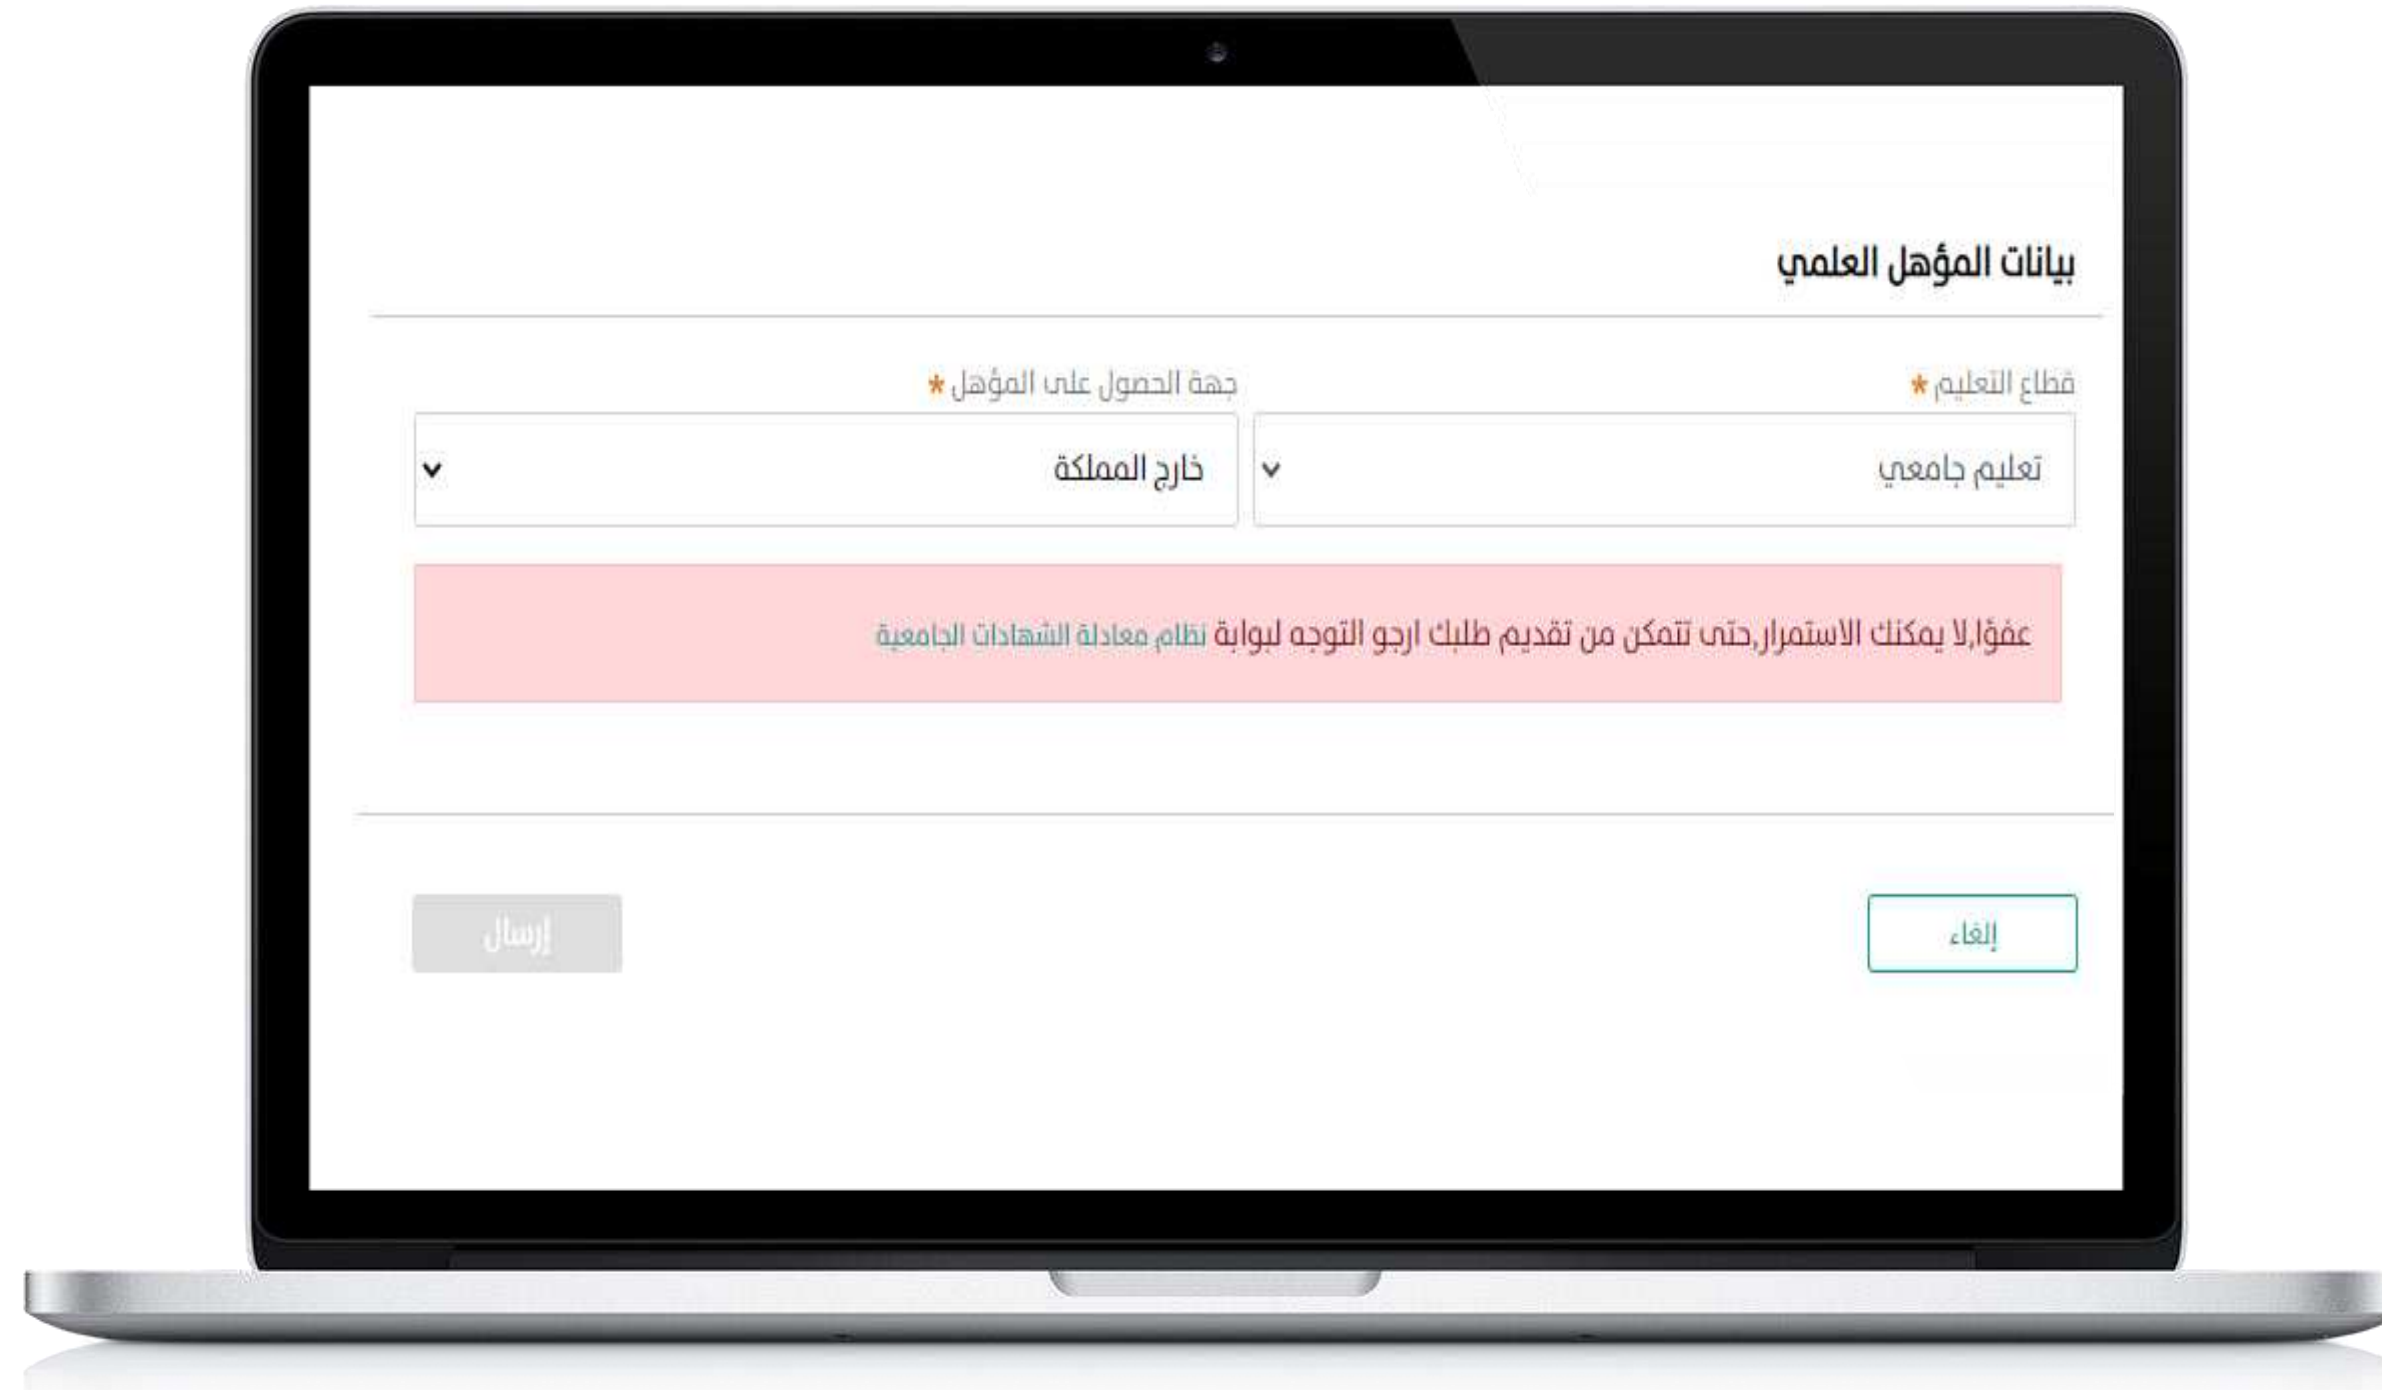 بيانات المؤهل العلمي
قطاع التعليم *
جهة الحصول على المؤهل *
تعليم جامعي
خارج المملكة
عفوًا,لا يمكنك الاستمرار,حتى تتمكن من تقديم طلبك ارجو التوجه لبوابة نظام معادلة الشهادات الجامعية
إلغاء
إرسال